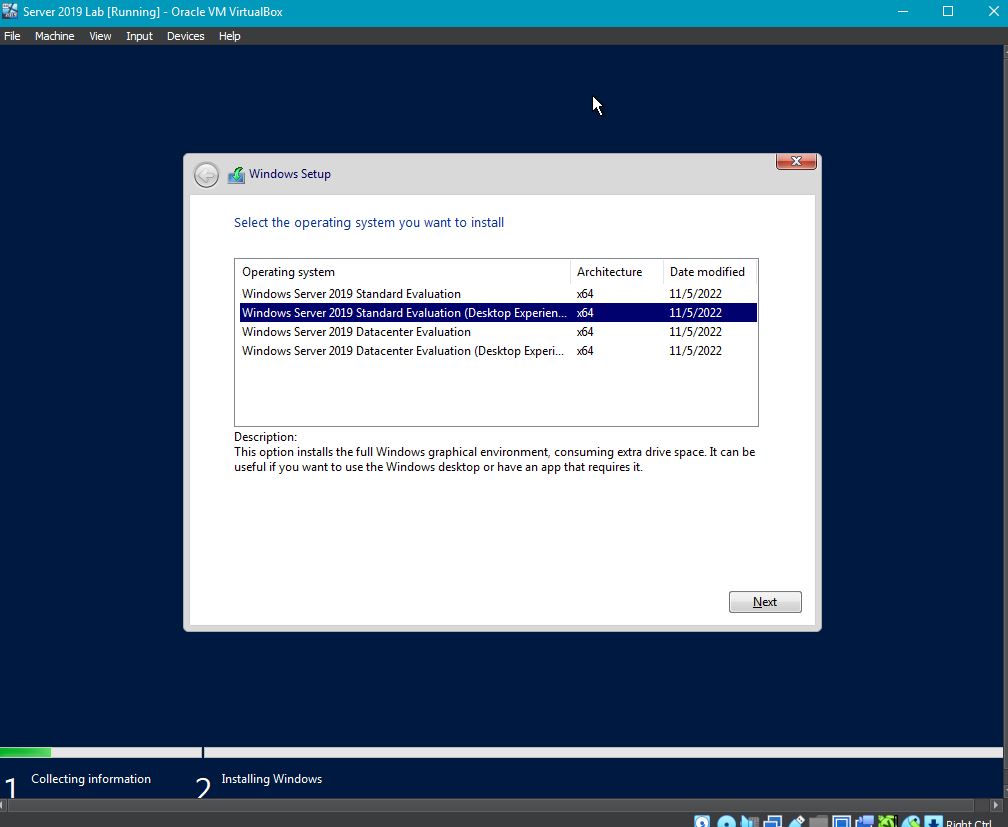 Server 2019 Lab [Running] - Oracle VM VirtualBox
File Machine View Input Devices Help
Windows Setup
Select the operating system you want to install
Operating system Architecture Date modified
Windows Server 2019 Standard Evaluation x64 11/5/2022
Windows Server 2019 Standard Evaluation (Desktop Experien... x64 11/5/2022
Windows Server 2019 Datacenter Evaluation x64 11/5/2022
Windows Server 2019 Datacenter Evaluation (Desktop Experi... x64 11/5/2022
Description:
This option installs the full Windows graphical environment, consuming extra drive space. It can be
useful if you want to use the Windows desktop or have an app that requires it.
Next
1 Collecting information 2 Installing Windows
Right Ctrl